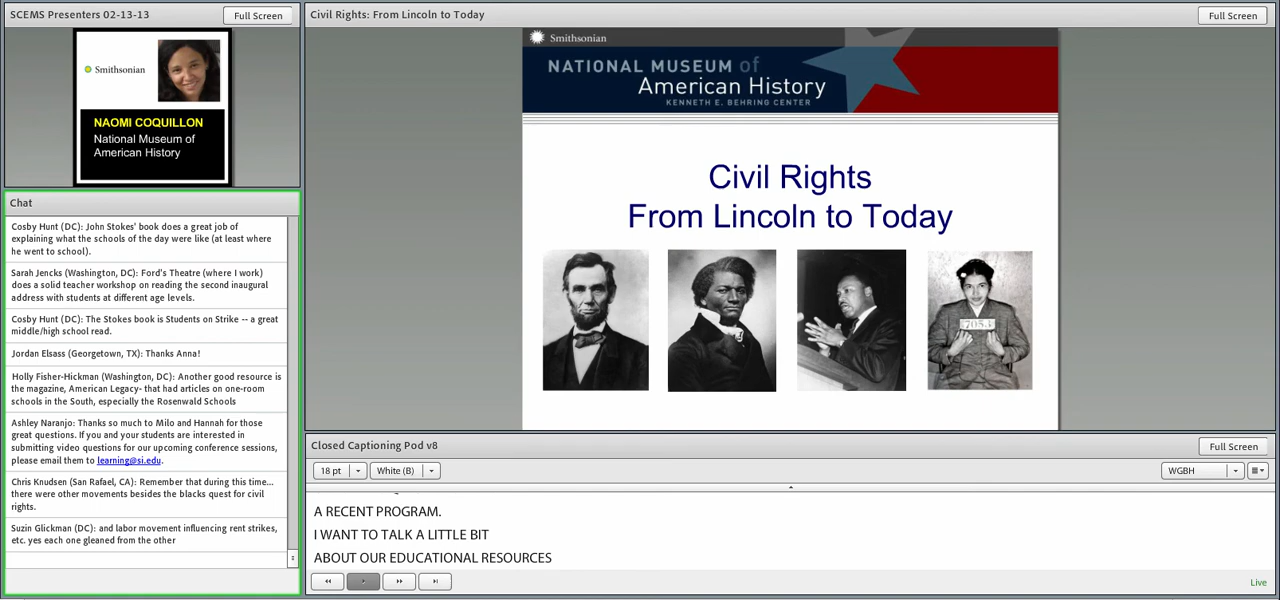 SCEMS Presenters 02-13-13
Full Screen
Smithsonian
NAOMI COQUILLON
National Museum of
American History
Chat
Cosby Hunt (DC): John Stokes' book does a great job of
explaining what the schools of the day were like (at least where
he went to school).
Sarah Jencks (Washington, DC): Ford's Theatre (where I work)
does a solid teacher workshop on reading the second inaugural
address with students at different age levels.
Cosby Hunt (DC): The Stokes book is Students on Strike -- a great
middle/high school read.
Jordan Elsass (Georgetown, TX): Thanks Anna!
Holly Fisher-Hickman (Washington, DC): Another good resource is
the magazine, American Legacy- that had articles on one-room
schools in the South, especially the Rosenwald Schools
Ashley Naranjo: Thanks so much to Milo and Hannah for those
great questions. If you and your students are interested in
submitting video questions for our upcoming conference sessions,
please email them to learning@si.edu.
Chris Knudsen (San Rafael, CA): Remember that during this time...
there were other movements besides the blacks quest for civil
rights.
Suzin Glickman (DC): and labor movement influencing rent strikes,
etc. yes each one gleaned from the other
Civil Rights: From Lincoln to Today
Full Screen
Smithsonian
NATIONAL MUSEUM of
American History
KENNETH E. BEHRING CENTER
Civil Rights
From Lincoln to Today
Closed Captioning Pod v8
Full Screen
18 pt
White (B)
WGBH
A RECENT PROGRAM.
I WANT TO TALK A LITTLE BIT
ABOUT OUR EDUCATIONAL RESOURCES
Live